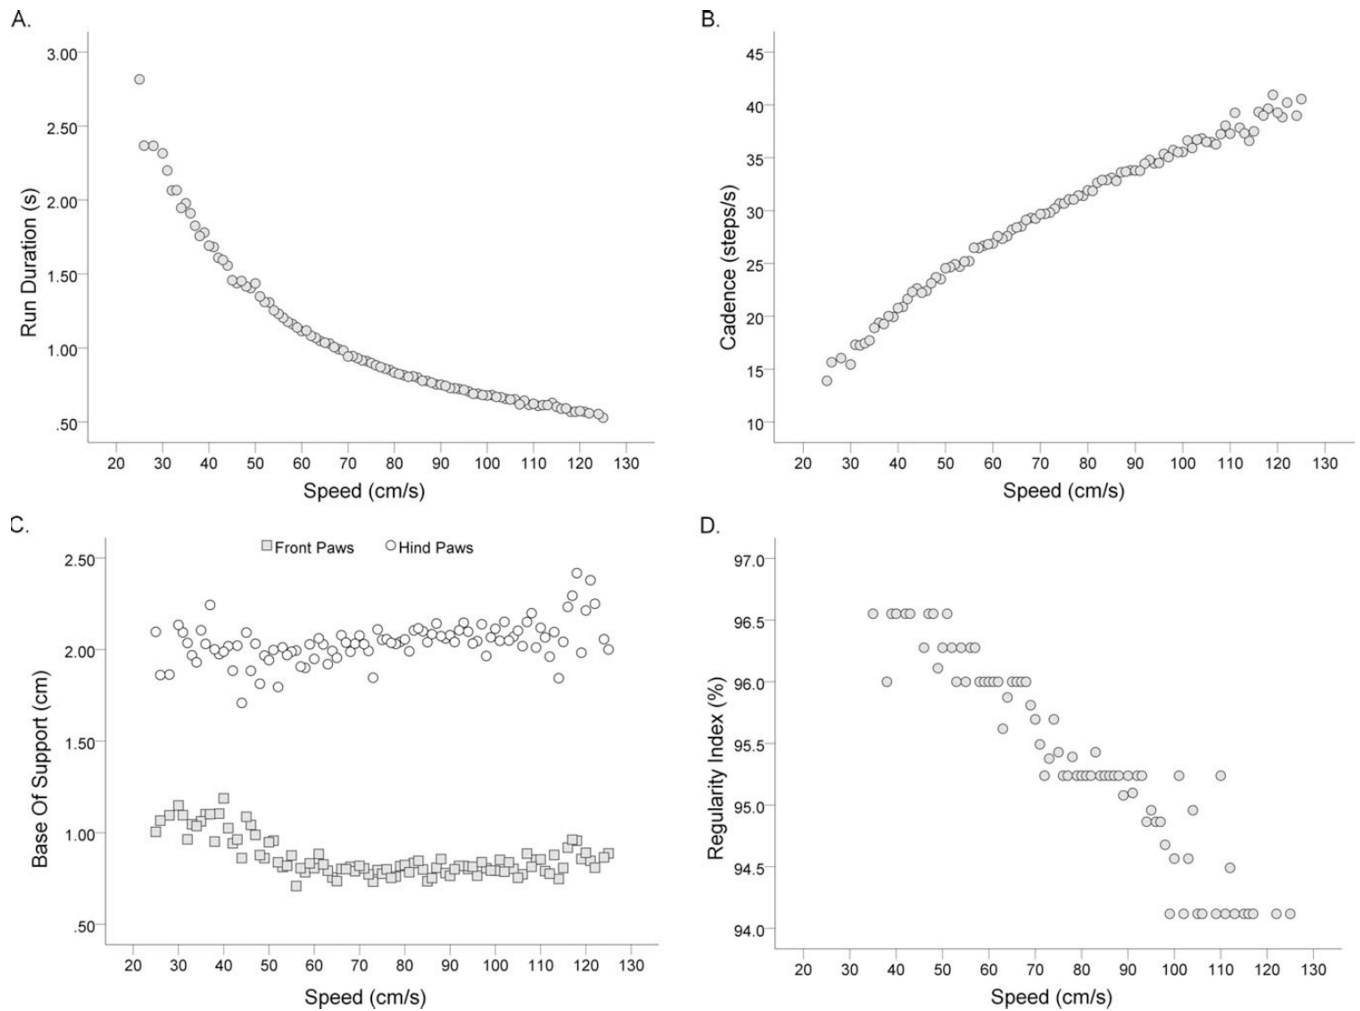 A.
3.00
2.50
2.00
1.50
1.00
.50
Run Duration (s)
20 30 40 50 60 70 80 90 100 110 120 130
Speed (cm/s)
B.
45
40
35
30
25
20
15
10
Cadence (steps/s)
20 30 40 50 60 70 80 90 100 110 120 130
Speed (cm/s)
C.
Front Paws Hind Paws
2.50
2.00
1.50
1.00
.50
Base Of Support (cm)
20 30 40 50 60 70 80 90 100 110 120 130
Speed (cm/s)
D.
97.0
96.5
96.0
95.5
95.0
94.5
94.0
Regularity Index (%)
20 30 40 50 60 70 80 90 100 110 120 130
Speed (cm/s)